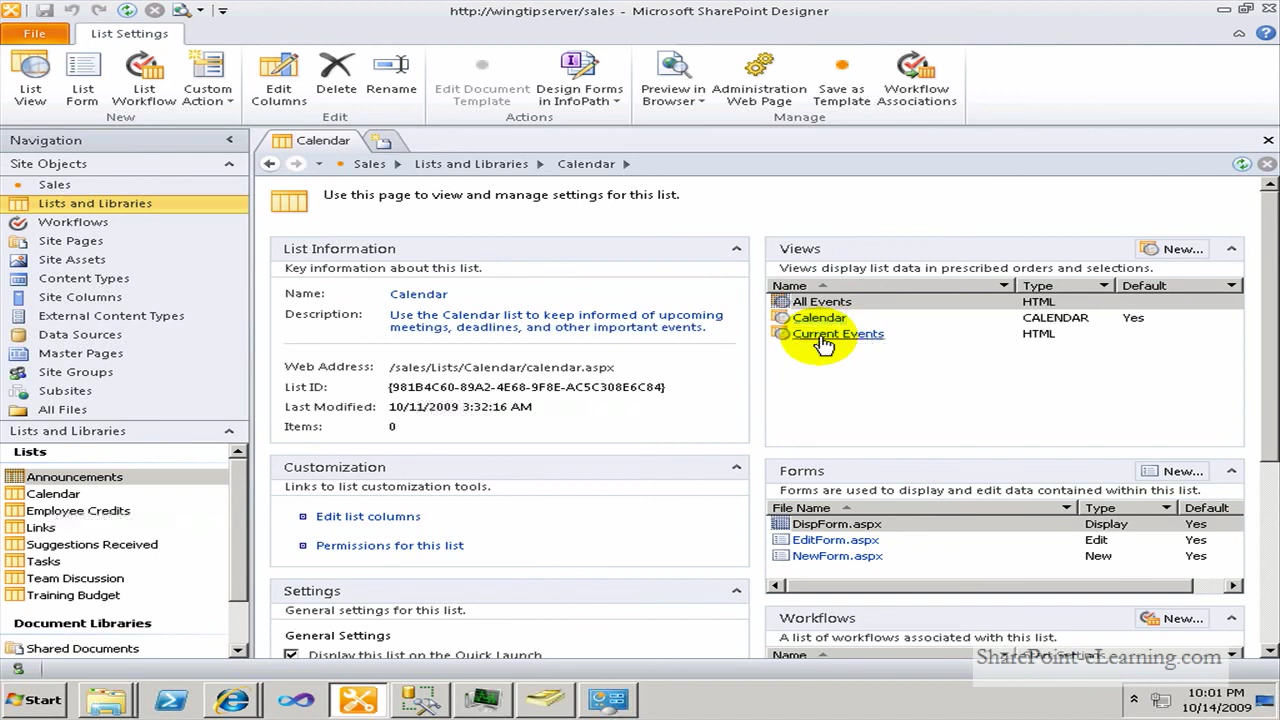 http://wingtipserver/sales - Microsoft SharePoint Designer
File
List Settings
List View
List Form
List Workflow
Custom Action
New
Edit Columns
Delete
Rename
Edit
Edit Document Template
Design Forms in InfoPath
Actions
Preview in Browser
Administration Web Page
Save as Template
Workflow Associations
Manage
Navigation
Site Objects
Sales
Lists and Libraries
Workflows
Site Pages
Site Assets
Content Types
Site Columns
External Content Types
Data Sources
Master Pages
Site Groups
Subsites
All Files
Lists and Libraries
Lists
Announcements
Calendar
Employee Credits
Links
Suggestions Received
Tasks
Team Discussion
Training Budget
Document Libraries
Shared Documents
Calendar
Sales
Lists and Libraries
Calendar
Use this page to view and manage settings for this list.
List Information
Key information about this list.
Name: Calendar
Description: Use the Calendar list to keep informed of upcoming
meetings, deadlines, and other important events.
Web Address: /sales/Lists/Calendar/calendar.aspx
List ID: {981B4C60-89A2-4E68-9F8E-AC5C308E6C84}
Last Modified: 10/11/2009 3:32:16 AM
Items: 0
Customization
Links to list customization tools.
Edit list columns
Permissions for this list
Settings
General settings for this list.
General Settings
Display this list on the Quick Launch
Views
New...
Views display list data in prescribed orders and selections.
Name Type Default
All Events HTML
Calendar CALENDAR Yes
Current Events HTML
Forms
New...
Forms are used to display and edit data contained within this list.
File Name Type Default
DispForm.aspx Display Yes
EditForm.aspx Edit Yes
NewForm.aspx New Yes
Workflows
New...
A list of workflows associated with this list.
Name
SharePoint-eLearning.com
Start
10:01 PM
10/14/2009